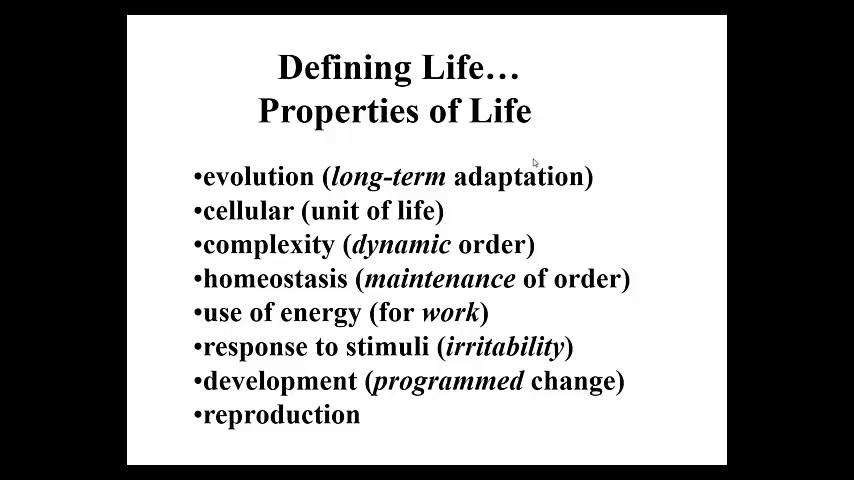 Defining Life…
Properties of Life
•evolution (long-term adaptation)
•cellular (unit of life)
•complexity (dynamic order)
•homeostasis (maintenance of order)
•use of energy (for work)
•response to stimuli (irritability)
•development (programmed change)
•reproduction